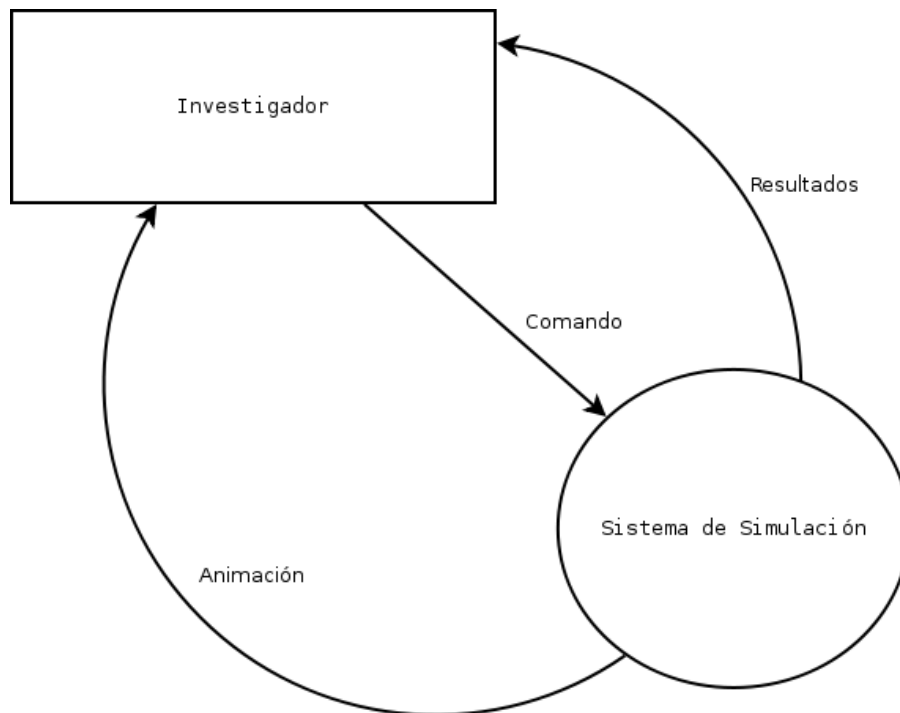 Investigador
Resultados
Comando
Sistema de Simulación
Animación